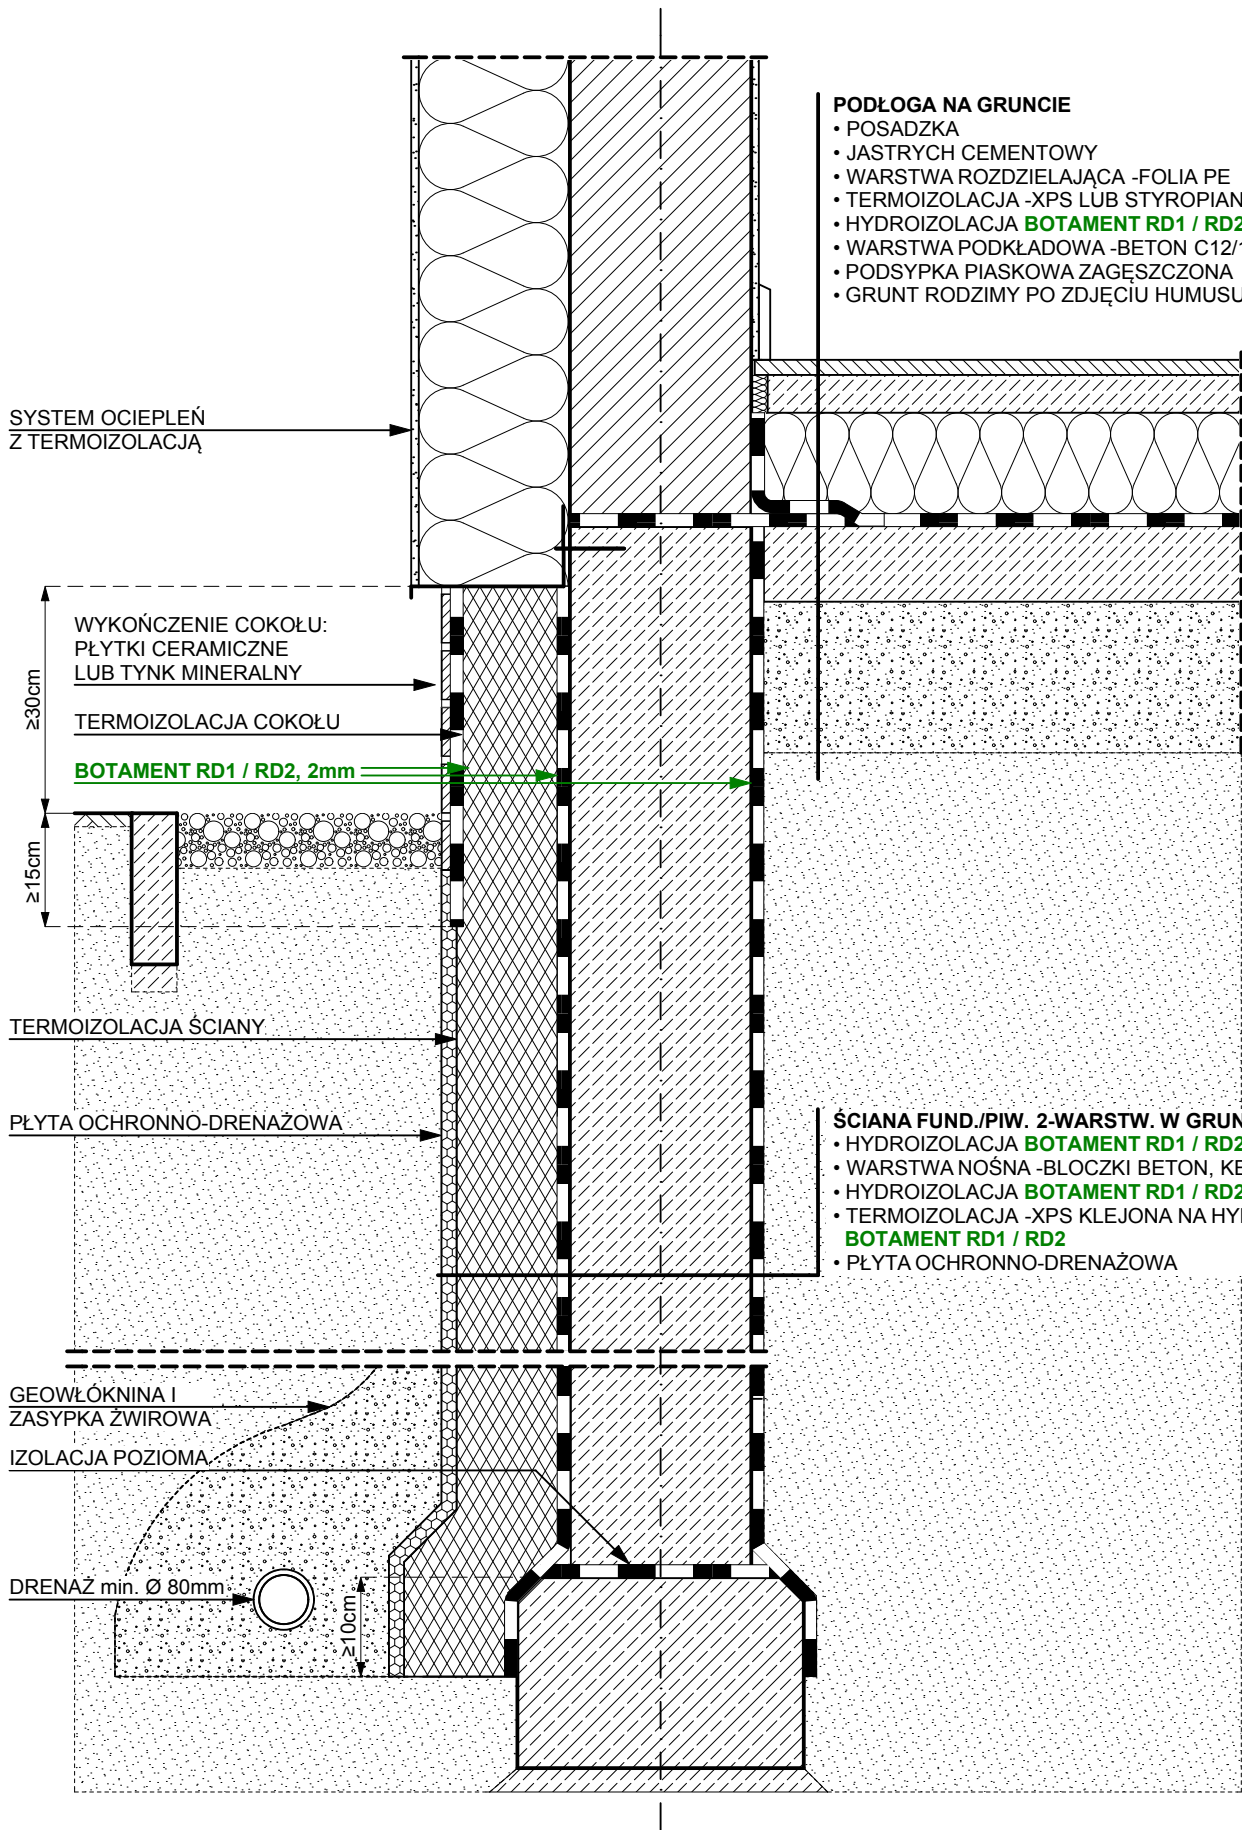 PODŁOGA NA GRUNCIE
• POSADZKA
• JASTRYCH CEMENTOWY
• WARSTWA ROZDZIELAJĄCA -FOLIA PE
• TERMOIZOLACJA -XPS LUB STYROPIAN
• HYDROIZOLACJA BOTAMENT RD1 / RD2
• WARSTWA PODKŁADOWA -BETON C12/1
• PODSYPKA PIASKOWA ZAGĘSZCZONA
• GRUNT RODZIMY PO ZDJĘCIU HUMUSU
SYSTEM OCIEPLEŃ
Z TERMOIZOLACJĄ
WYKOŃCZENIE COKOŁU:
PŁYTKI CERAMICZNE
LUB TYNK MINERALNY
≥30cm
TERMOIZOLACJA COKOŁU
BOTAMENT RD1 / RD2, 2mm
≥15cm
TERMOIZOLACJA ŚCIANY
PŁYTA OCHRONNO-DRENAŻOWA
ŚCIANA FUND./PIW. 2-WARSTW. W GRUN
• HYDROIZOLACJA BOTAMENT RD1 / RD2
• WARSTWA NOŚNA -BLOCZKI BETON, KE
• HYDROIZOLACJA BOTAMENT RD1 / RD2
• TERMOIZOLACJA -XPS KLEJONA NA HY
BOTAMENT RD1 / RD2
• PŁYTA OCHRONNO-DRENAŻOWA
GEOWŁÓKNINA I
ZASYPKA ŻWIROWA
IZOLACJA POZIOMA
DRENAŻ min. Ø 80mm
≥10cm